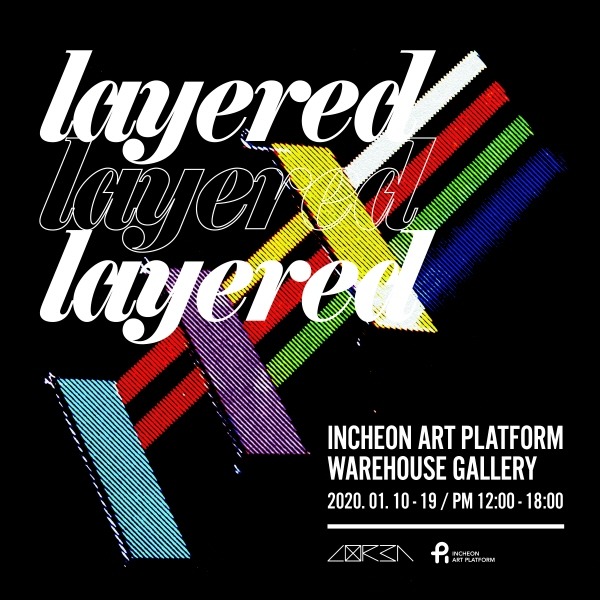 layered
layered
layered
INCHEON ART PLATFORM
WAREHOUSE GALLERY
2020. 01. 10 - 19 / PM 12:00 - 18:00
INCHEON
ART PLATFORM